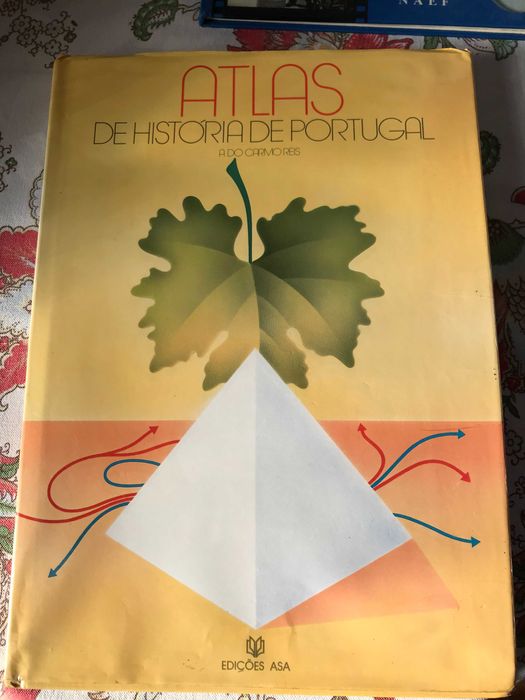 NAEF
ATLAS
DE HISTÓRIA DE PORTUGAL
A DO CARMO REIS
EDIÇÕES ASA